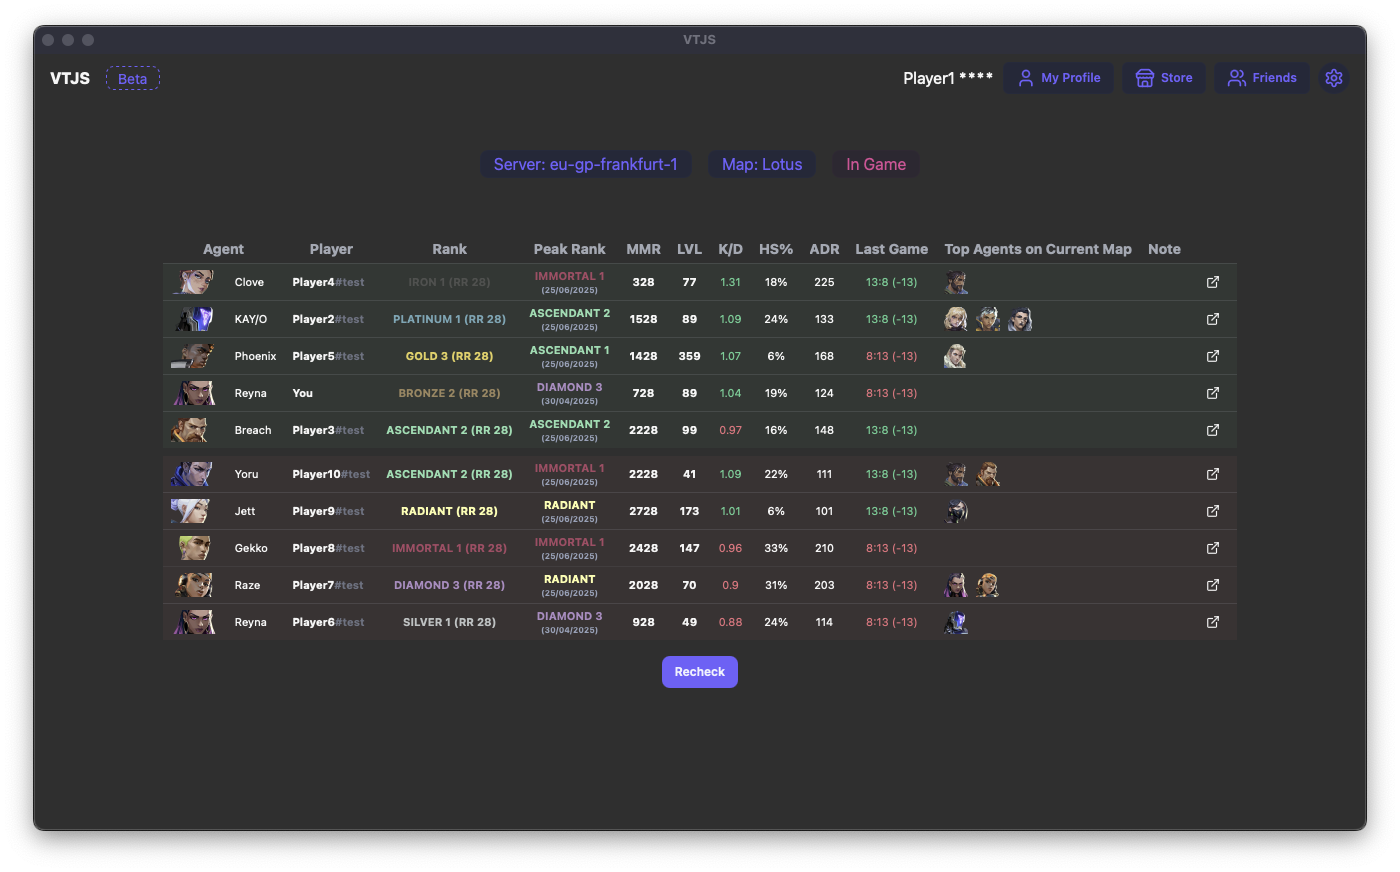 VTJS
VTJS Beta Player1 **** My Profile Store Friends
Server: eu-gp-frankfurt-1 Map: Lotus In Game
Agent Player Rank Peak Rank MMR LVL K/D HS% ADR Last Game Top Agents on Current Map Note
Clove Player4#test IRON 1 (RR 28) IMMORTAL 1 (25/06/2025) 328 77 1.31 18% 225 13:8 (-13)
KAY/O Player2#test PLATINUM 1 (RR 28) ASCENDANT 2 (25/06/2025) 1528 89 1.09 24% 133 13:8 (-13)
Phoenix Player5#test GOLD 3 (RR 28) ASCENDANT 1 (25/06/2025) 1428 359 1.07 6% 168 8:13 (-13)
Reyna You BRONZE 2 (RR 28) DIAMOND 3 (30/04/2025) 728 89 1.04 19% 124 8:13 (-13)
Breach Player3#test ASCENDANT 2 (RR 28) ASCENDANT 2 (25/06/2025) 2228 99 0.97 16% 148 13:8 (-13)
Yoru Player10#test ASCENDANT 2 (RR 28) IMMORTAL 1 (25/06/2025) 2228 41 1.09 22% 111 13:8 (-13)
Jett Player9#test RADIANT (RR 28) RADIANT (25/06/2025) 2728 173 1.01 6% 101 13:8 (-13)
Gekko Player8#test IMMORTAL 1 (RR 28) IMMORTAL 1 (25/06/2025) 2428 147 0.96 33% 210 8:13 (-13)
Raze Player7#test DIAMOND 3 (RR 28) RADIANT (25/06/2025) 2028 70 0.9 31% 203 8:13 (-13)
Reyna Player6#test SILVER 1 (RR 28) DIAMOND 3 (30/04/2025) 928 49 0.88 24% 114 8:13 (-13)
Recheck